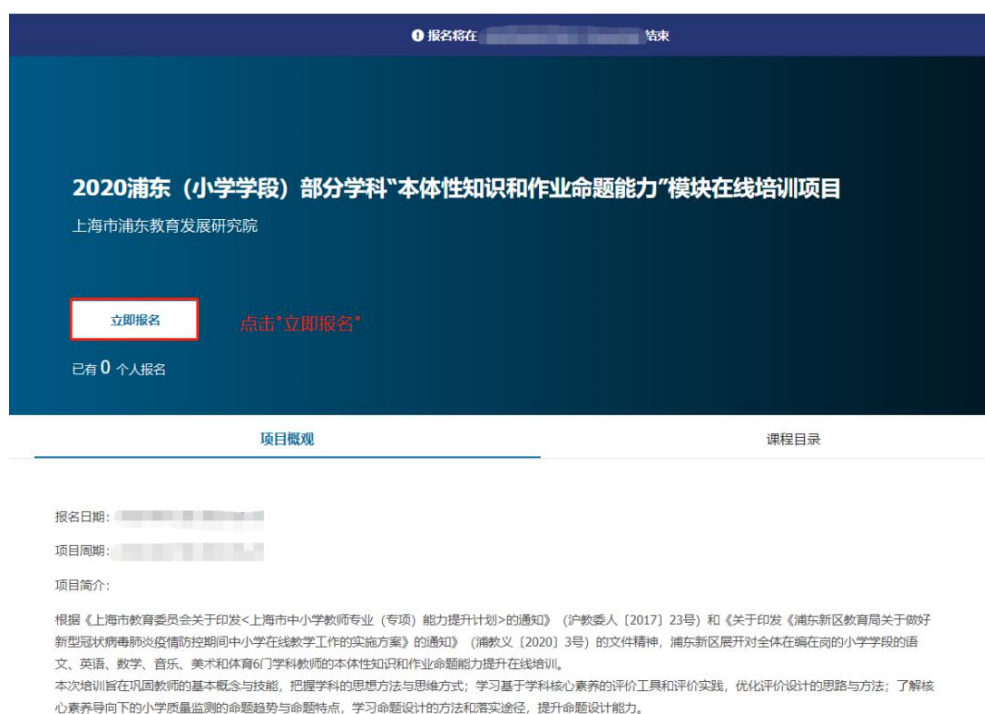 报名将在 结束
2020浦东（小学学段）部分学科“本体性知识和作业命题能力”模块在线培训项目
上海市浦东教育发展研究院
立即报名 点击"立即报名"
已有 0 个人报名
项目概观 课程目录
报名日期：
项目周期：
项目简介：
根据《上海市教育委员会关于印发<上海市中小学教师专业（专项）能力提升计划>的通知》（沪教委人〔2017〕23号）和《关于印发《浦东新区教育局关于做好
新型冠状病毒肺炎疫情防控期间中小学在线教学工作的实施方案》的通知》（浦教义〔2020〕3号）的文件精神，浦东新区展开对全体在编在岗的小学学段的语
文、英语、数学、音乐、美术和体育6门学科教师的本体性知识和作业命题能力提升在线培训。
本次培训旨在巩固教师的基本概念与技能，把握学科的思想方法与思维方式；学习基于学科核心素养的评价工具和评价实践，优化评价设计的思路与方法；了解核
心素养导向下的小学质量监测的命题趋势与命题特点，学习命题设计的方法和落实途径，提升命题设计能力。